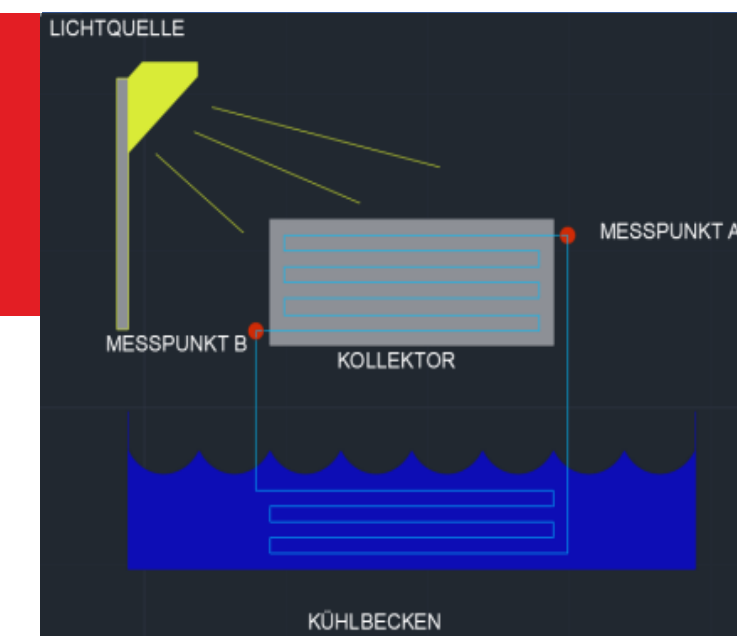 LICHTQUELLE
MESSPUNKT A
MESSPUNKT B
KOLLEKTOR
KÜHLBECKEN